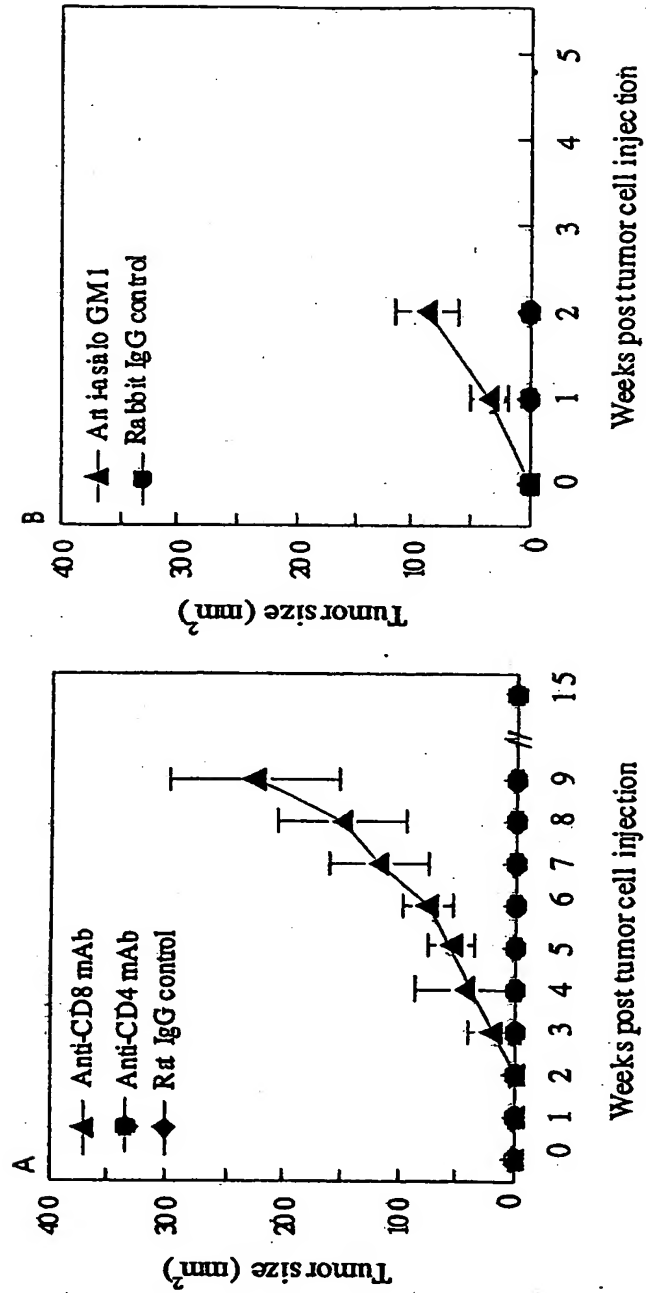 A
Tumor size (mm²)
400
300
200
100
0
Anti-CD8 mAb
Anti-CD4 mAb
Rat IgG control
0 1 2 3 4 5 6 7 8 9 15
Weeks post tumor cell injection
B
Tumor size (mm²)
400
300
200
100
0
Anti-asialo GM1
Rabbit IgG control
0 1 2 3 4 5
Weeks post tumor cell injection